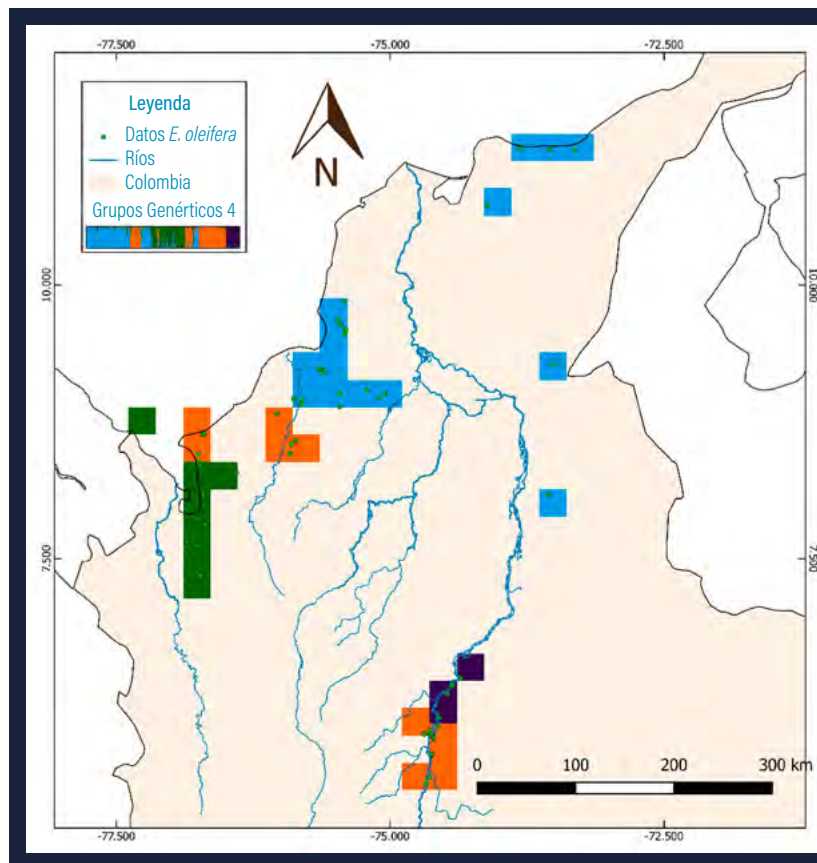 -77.500
-75.000
-72.500
Leyenda
Datos E. oleifera
Ríos
Colombia
Grupos Genérticos 4
N
10.000
10.000
7.500
7.500
0
100
200
300 km
-77.500
-75.000
-72.500